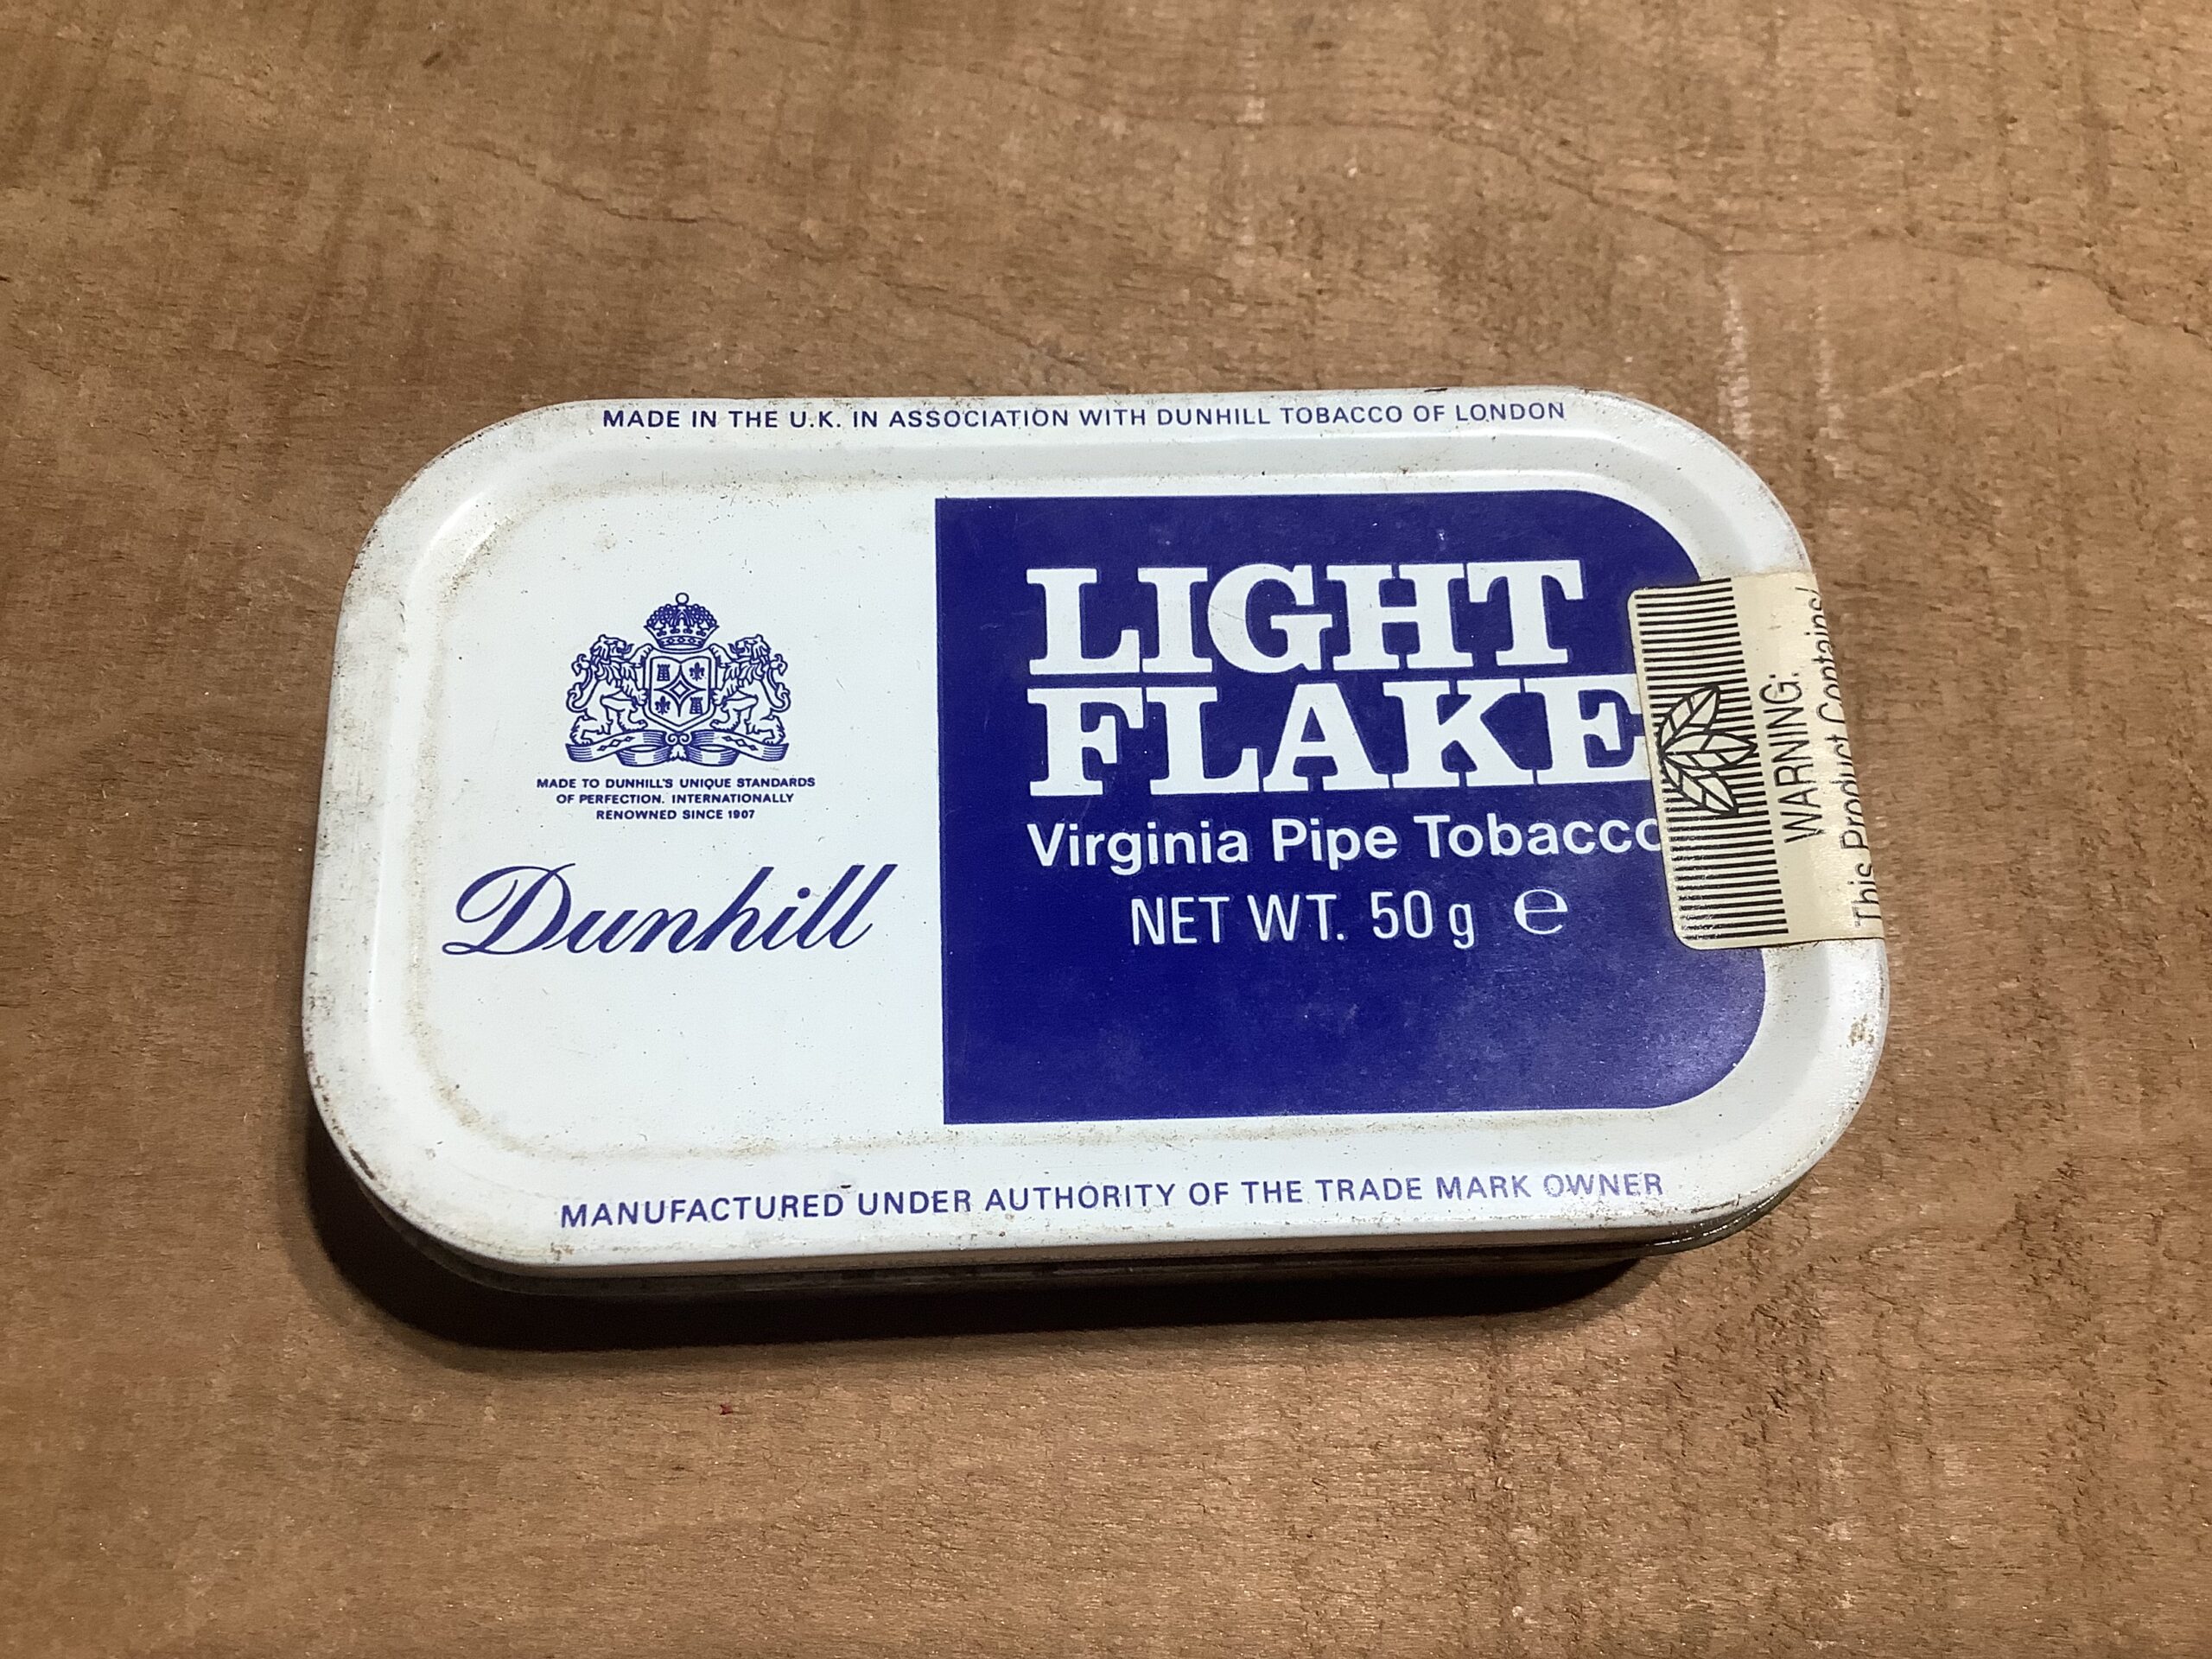 MADE IN THE U.K. IN ASSOCIATION WITH DUNHILL TOBACCO OF LONDON
MADE TO DUNHILL'S UNIQUE STANDARDS
OF PERFECTION. INTERNATIONALLY
RENOWNED SINCE 1907
Dunhill
LIGHT
FLAKE
Virginia Pipe Tobacco
NET WT. 50 g ℮
WARNING:
This Product Contains/
MANUFACTURED UNDER AUTHORITY OF THE TRADE MARK OWNER